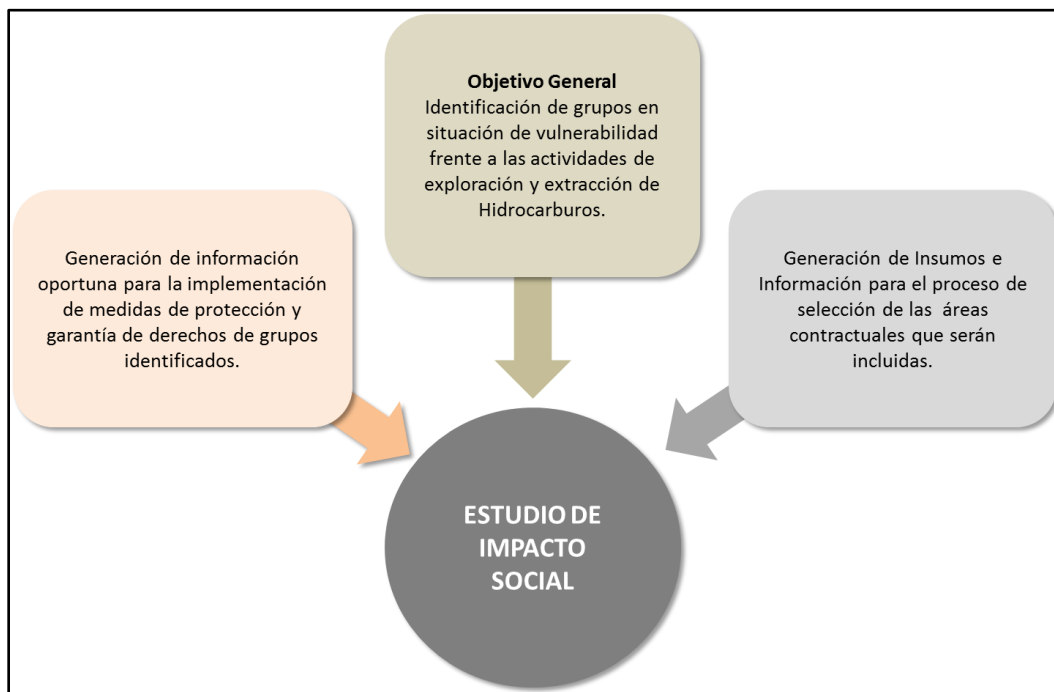 Objetivo General
Identificación de grupos en
situación de vulnerabilidad
frente a las actividades de
exploración y extracción de
Hidrocarburos.
Generación de información
oportuna para la implementación
de medidas de protección y
garantía de derechos de grupos
identificados.
Generación de Insumos e
Información para el proceso de
selección de las áreas
contractuales que serán
incluidas.
ESTUDIO DE
IMPACTO
SOCIAL